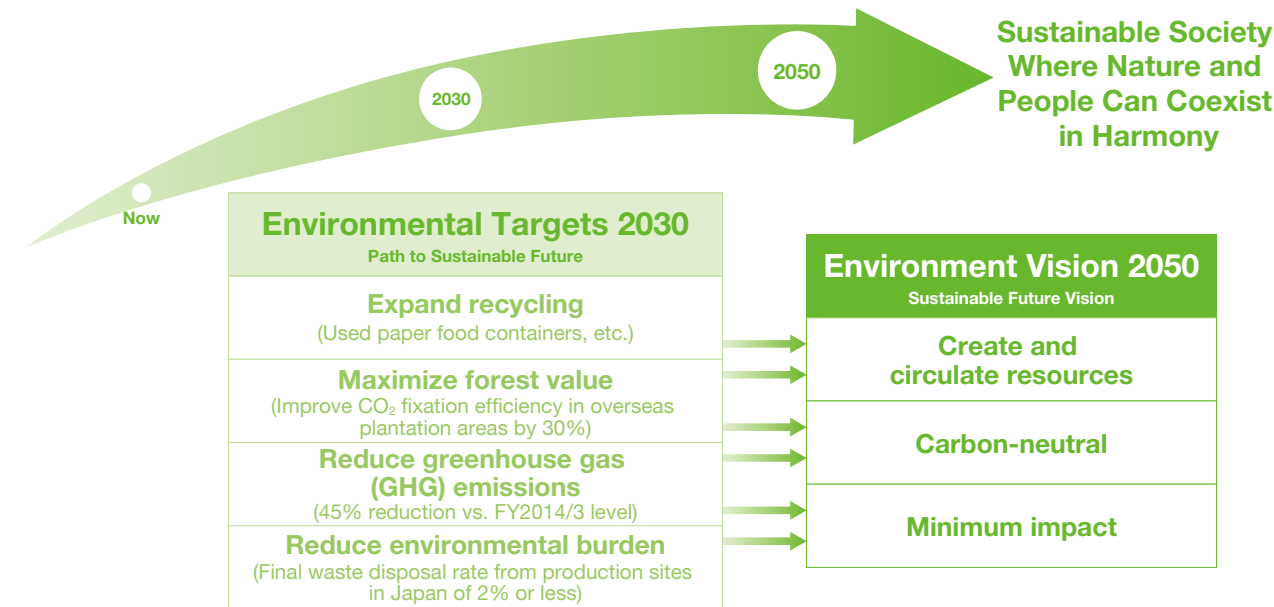 Sustainable Society
Where Nature and
People Can Coexist
in Harmony
2050
2030
Now
Environmental Targets 2030
Path to Sustainable Future
Expand recycling
(Used paper food containers, etc.)
Maximize forest value
(Improve CO₂ fixation efficiency in overseas
plantation areas by 30%)
Reduce greenhouse gas
(GHG) emissions
(45% reduction vs. FY2014/3 level)
Reduce environmental burden
(Final waste disposal rate from production sites
in Japan of 2% or less)
Environment Vision 2050
Sustainable Future Vision
Create and
circulate resources
Carbon-neutral
Minimum impact